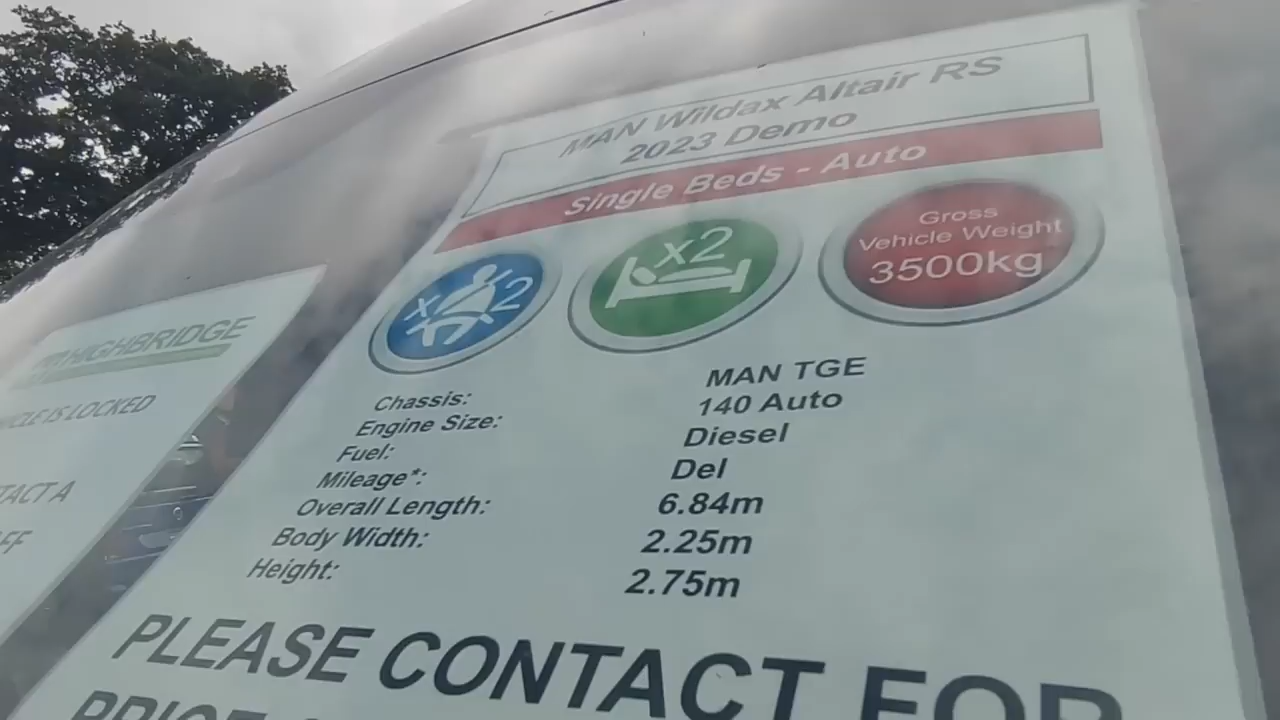 MAN Wildax Altair RS
2023 Demo
Single Beds - Auto
x2
x2
Gross
Vehicle Weight
3500kg
Chassis: MAN TGE
Engine Size: 140 Auto
Fuel: Diesel
Mileage*: Del
Overall Length: 6.84m
Body Width: 2.25m
Height: 2.75m
PLEASE CONTACT FOR
HIGHBRIDGE
IS LOCKED
A